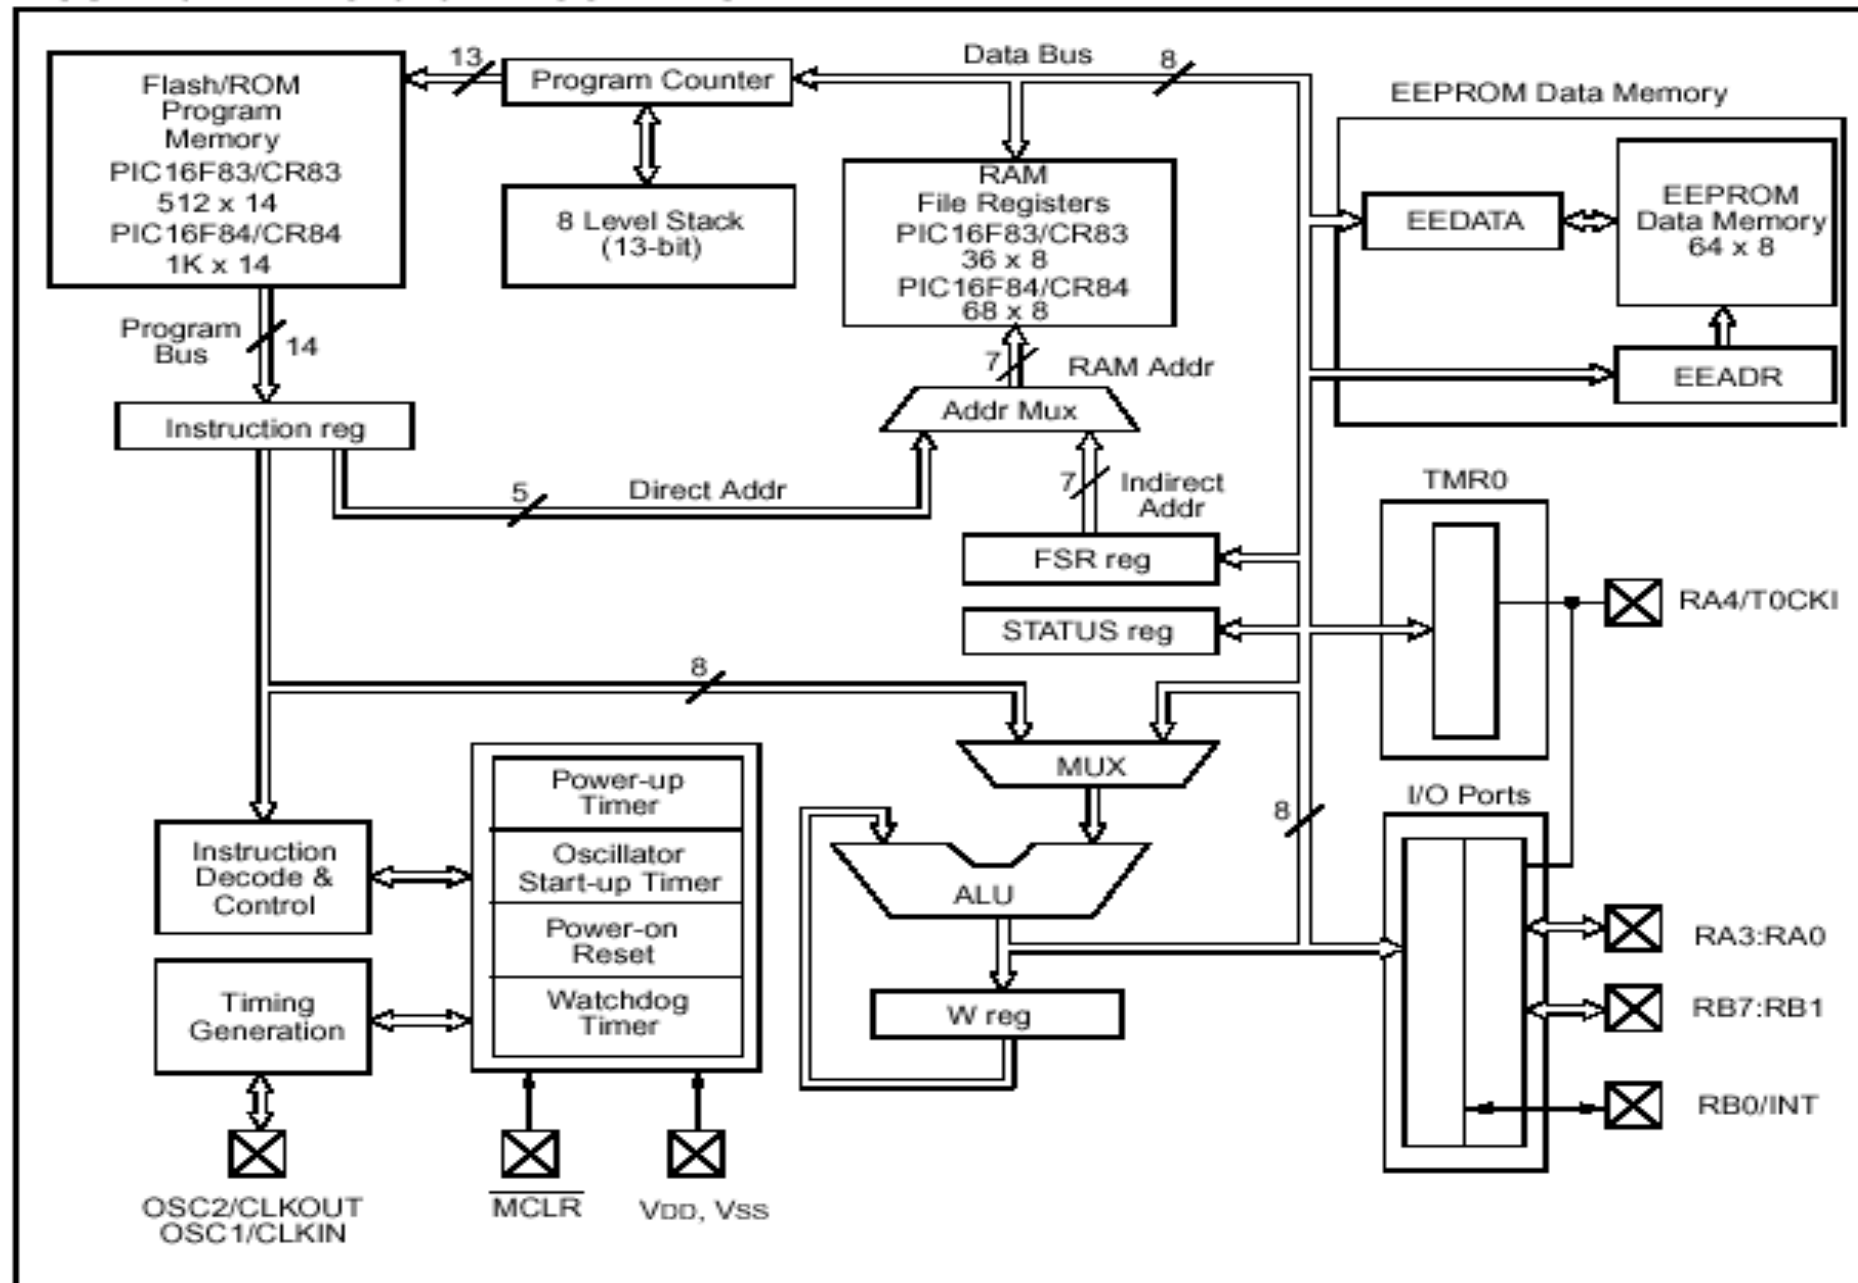 Flash/ROM
Program
Memory
PIC16F83/CR83
512 x 14
PIC16F84/CR84
1K x 14
13
Program Counter
8 Level Stack
(13-bit)
Data Bus
8
RAM
File Registers
PIC16F83/CR83
36 x 8
PIC16F84/CR84
68 x 8
EEPROM Data Memory
EEDATA
EEPROM
Data Memory
64 x 8
EEADR
Program
Bus
14
Instruction reg
7
RAM Addr
Addr Mux
5
Direct Addr
7
Indirect
Addr
FSR reg
STATUS reg
TMR0
RA4/T0CKI
8
MUX
8
ALU
W reg
I/O Ports
RA3:RA0
RB7:RB1
RB0/INT
Instruction
Decode &
Control
Timing
Generation
Power-up
Timer
Oscillator
Start-up Timer
Power-on
Reset
Watchdog
Timer
OSC2/CLKOUT
OSC1/CLKIN
MCLR
VDD, VSS